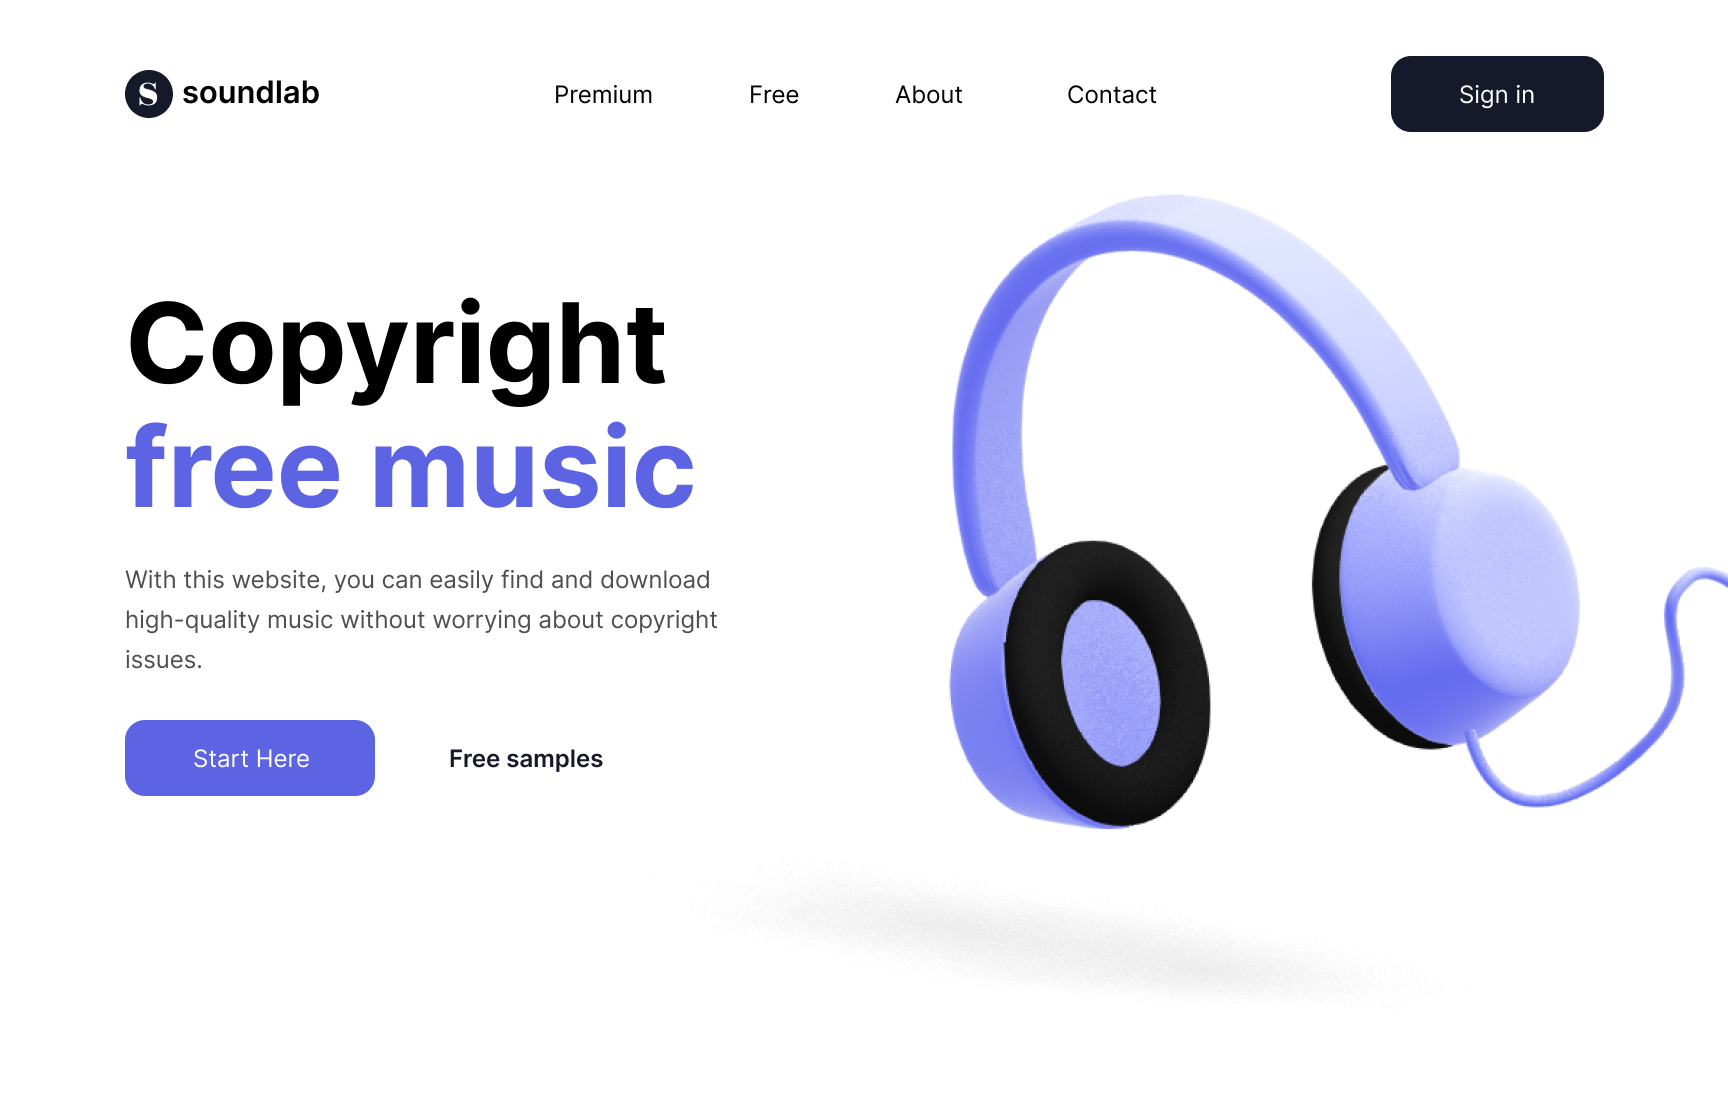 S soundlab
Premium Free About Contact
Sign in
Copyright
free music
With this website, you can easily find and download
high-quality music without worrying about copyright
issues.
Start Here
Free samples